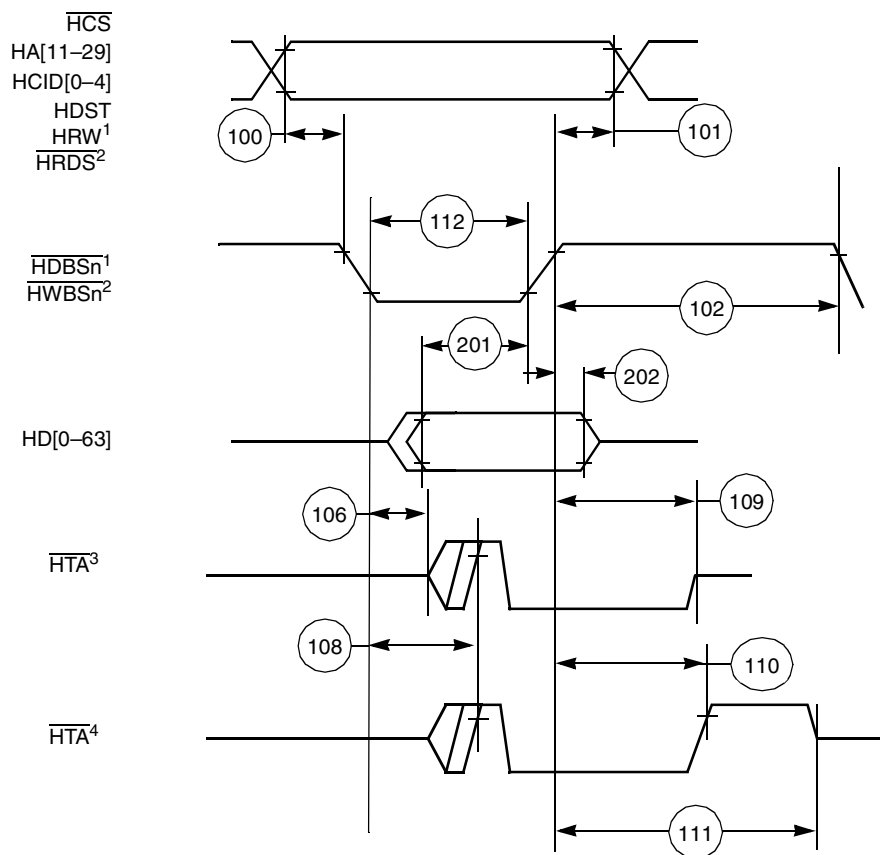 HCS
HA[11–29]
HCID[0–4]
HDST
HRW1
HRDS2
100
101
112
HDBSn1
HWBSn2
102
201
202
HD[0–63]
106
109
HTA3
108
110
HTA4
111